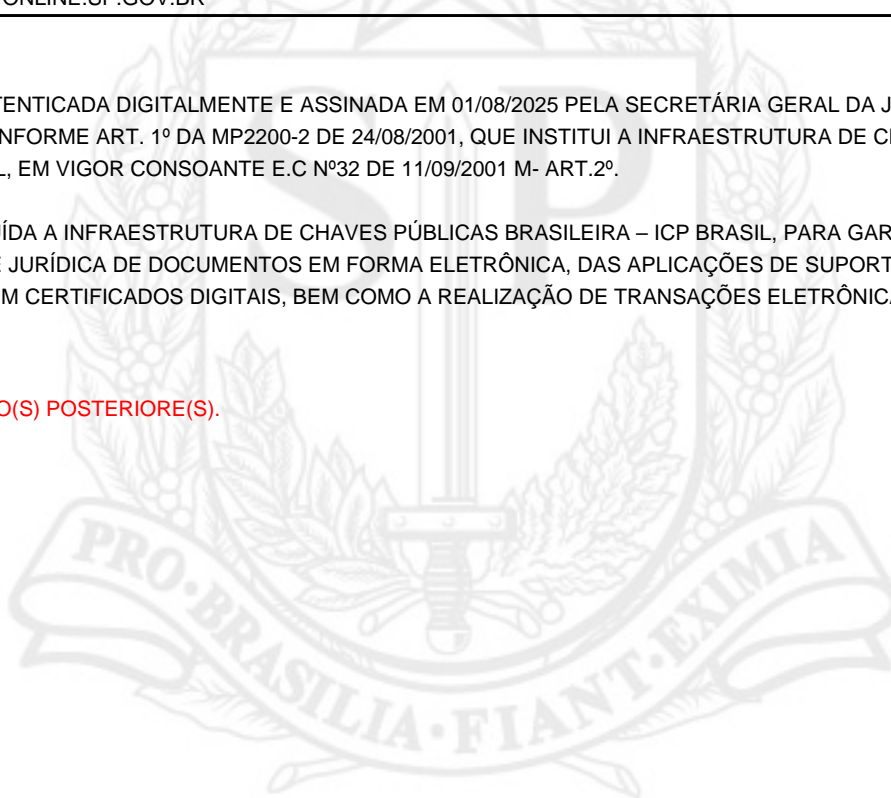 ONLINE.SP.GOV.BR
TENTICADA DIGITALMENTE E ASSINADA EM 01/08/2025 PELA SECRETÁRIA GERAL DA J
NFORME ART. 1º DA MP2200-2 DE 24/08/2001, QUE INSTITUI A INFRAESTRUTURA DE C
L, EM VIGOR CONSOANTE E.C Nº32 DE 11/09/2001 M- ART.2º.
ÍDA A INFRAESTRUTURA DE CHAVES PÚBLICAS BRASILEIRA – ICP BRASIL, PARA GAR
E JURÍDICA DE DOCUMENTOS EM FORMA ELETRÔNICA, DAS APLICAÇÕES DE SUPORT
M CERTIFICADOS DIGITAIS, BEM COMO A REALIZAÇÃO DE TRANSAÇÕES ELETRÔNICA
O(S) POSTERIORE(S).
SP
PRO·BRASILIA·FIANT·EXIMIA